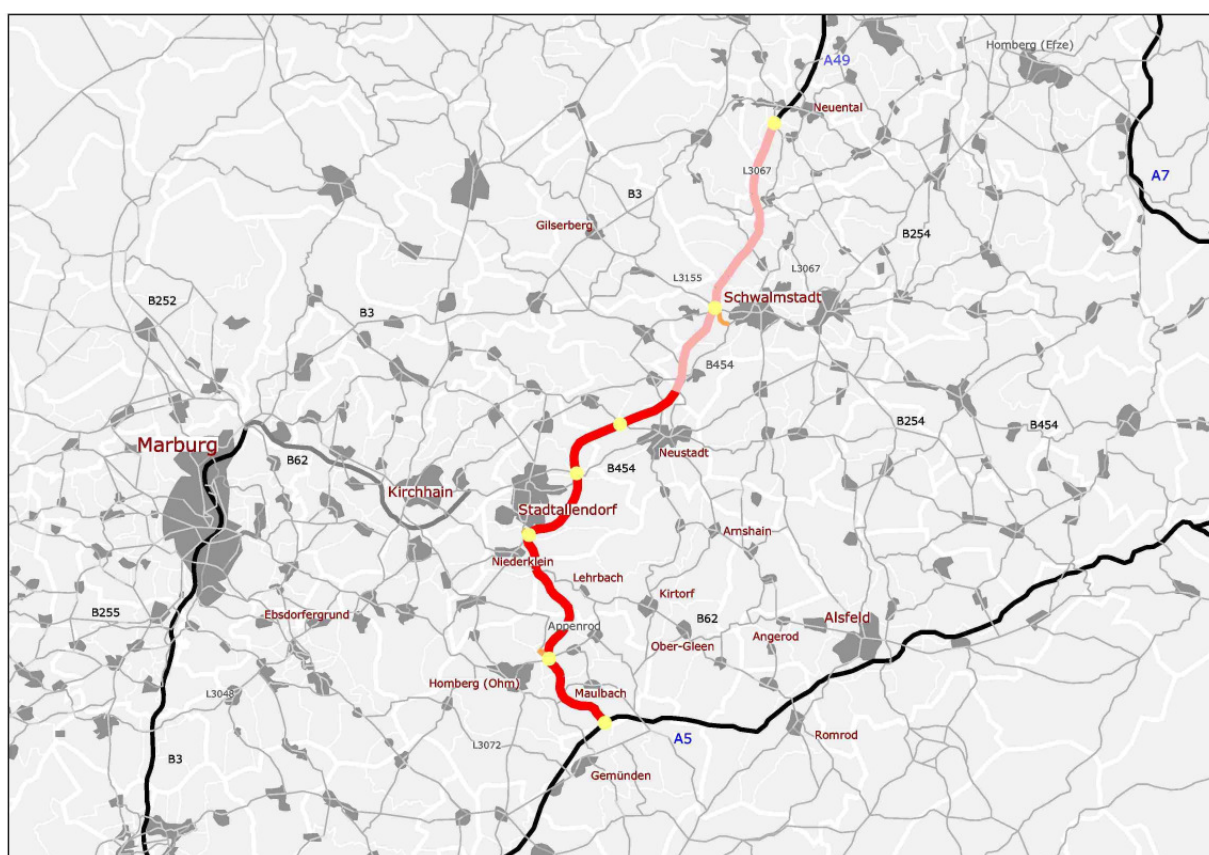 Homberg (Efze)
A49
Neuental
L3067
A7
B3
Gilserberg
B254
L3155
L3067
Schwalmstadt
B252
B3
B454
B254
B454
Marburg
Neustadt
B62
B454
Kirchhain
Stadtallendorf
Arnshain
Niederklein
Lehrbach
Kirtorf
B255
Ebsdorfergrund
Appenrod
B62
Angerod
Alsfeld
Ober-Gleen
Homberg (Ohm)
Maulbach
L3048
A5
Romrod
L3072
B3
Gemünden